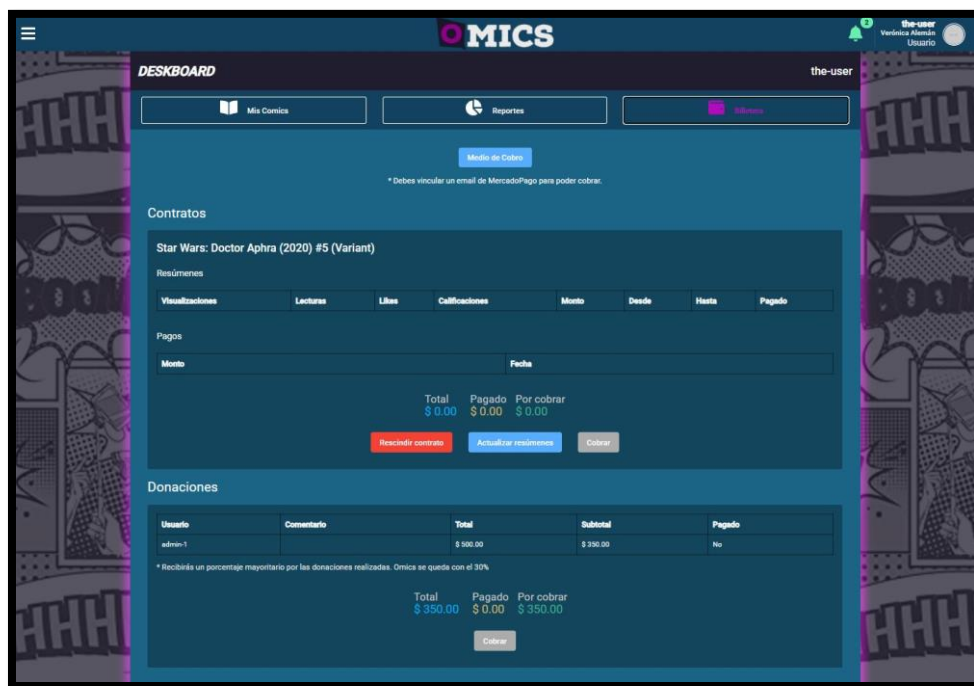 OMICS
2
the-user
Verónica Alemán
Usuario
DESKBOARD
the-user
Mis Comics
Reportes
Billetera
Medio de Cobro
* Debes vincular un email de MercadoPago para poder cobrar.
Contratos
Star Wars: Doctor Aphra (2020) #5 (Variant)
Resúmenes
Visualizaciones Lecturas Likes Calificaciones Monto Desde Hasta Pagado
Pagos
Monto Fecha
Total Pagado Por cobrar
$ 0.00 $ 0.00 $ 0.00
Rescindir contrato Actualizar resúmenes Cobrar
Donaciones
Usuario Comentario Total Subtotal Pagado
admin-1 $ 500.00 $ 350.00 No
* Recibirás un porcentaje mayoritario por las donaciones realizadas. Omics se queda con el 30%
Total Pagado Por cobrar
$ 350.00 $ 0.00 $ 350.00
Cobrar